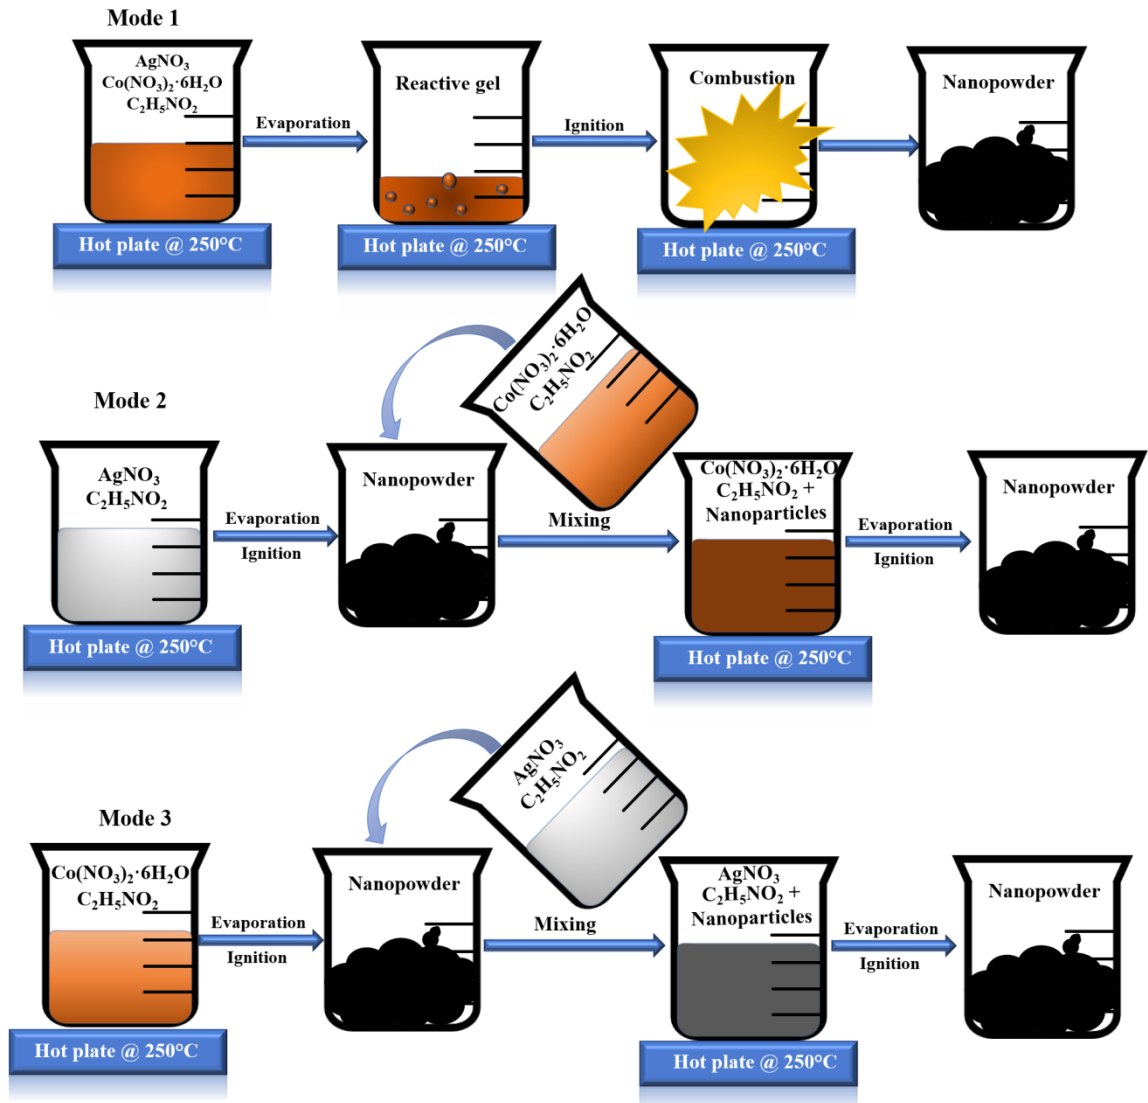 Mode 1
AgNO₃
Co(NO₃)₂·6H₂O
C₂H₅NO₂
Evaporation
Reactive gel
Ignition
Combustion
Nanopowder
Hot plate @ 250°C
Hot plate @ 250°C
Hot plate @ 250°C
Mode 2
AgNO₃
C₂H₅NO₂
Evaporation
Ignition
Nanopowder
Co(NO₃)₂·6H₂O
C₂H₅NO₂
Mixing
Co(NO₃)₂·6H₂O
C₂H₅NO₂ +
Nanoparticles
Evaporation
Ignition
Nanopowder
Hot plate @ 250°C
Hot plate @ 250°C
Mode 3
Co(NO₃)₂·6H₂O
C₂H₅NO₂
Evaporation
Ignition
Nanopowder
AgNO₃
C₂H₅NO₂
Mixing
AgNO₃
C₂H₅NO₂ +
Nanoparticles
Evaporation
Ignition
Nanopowder
Hot plate @ 250°C
Hot plate @ 250°C